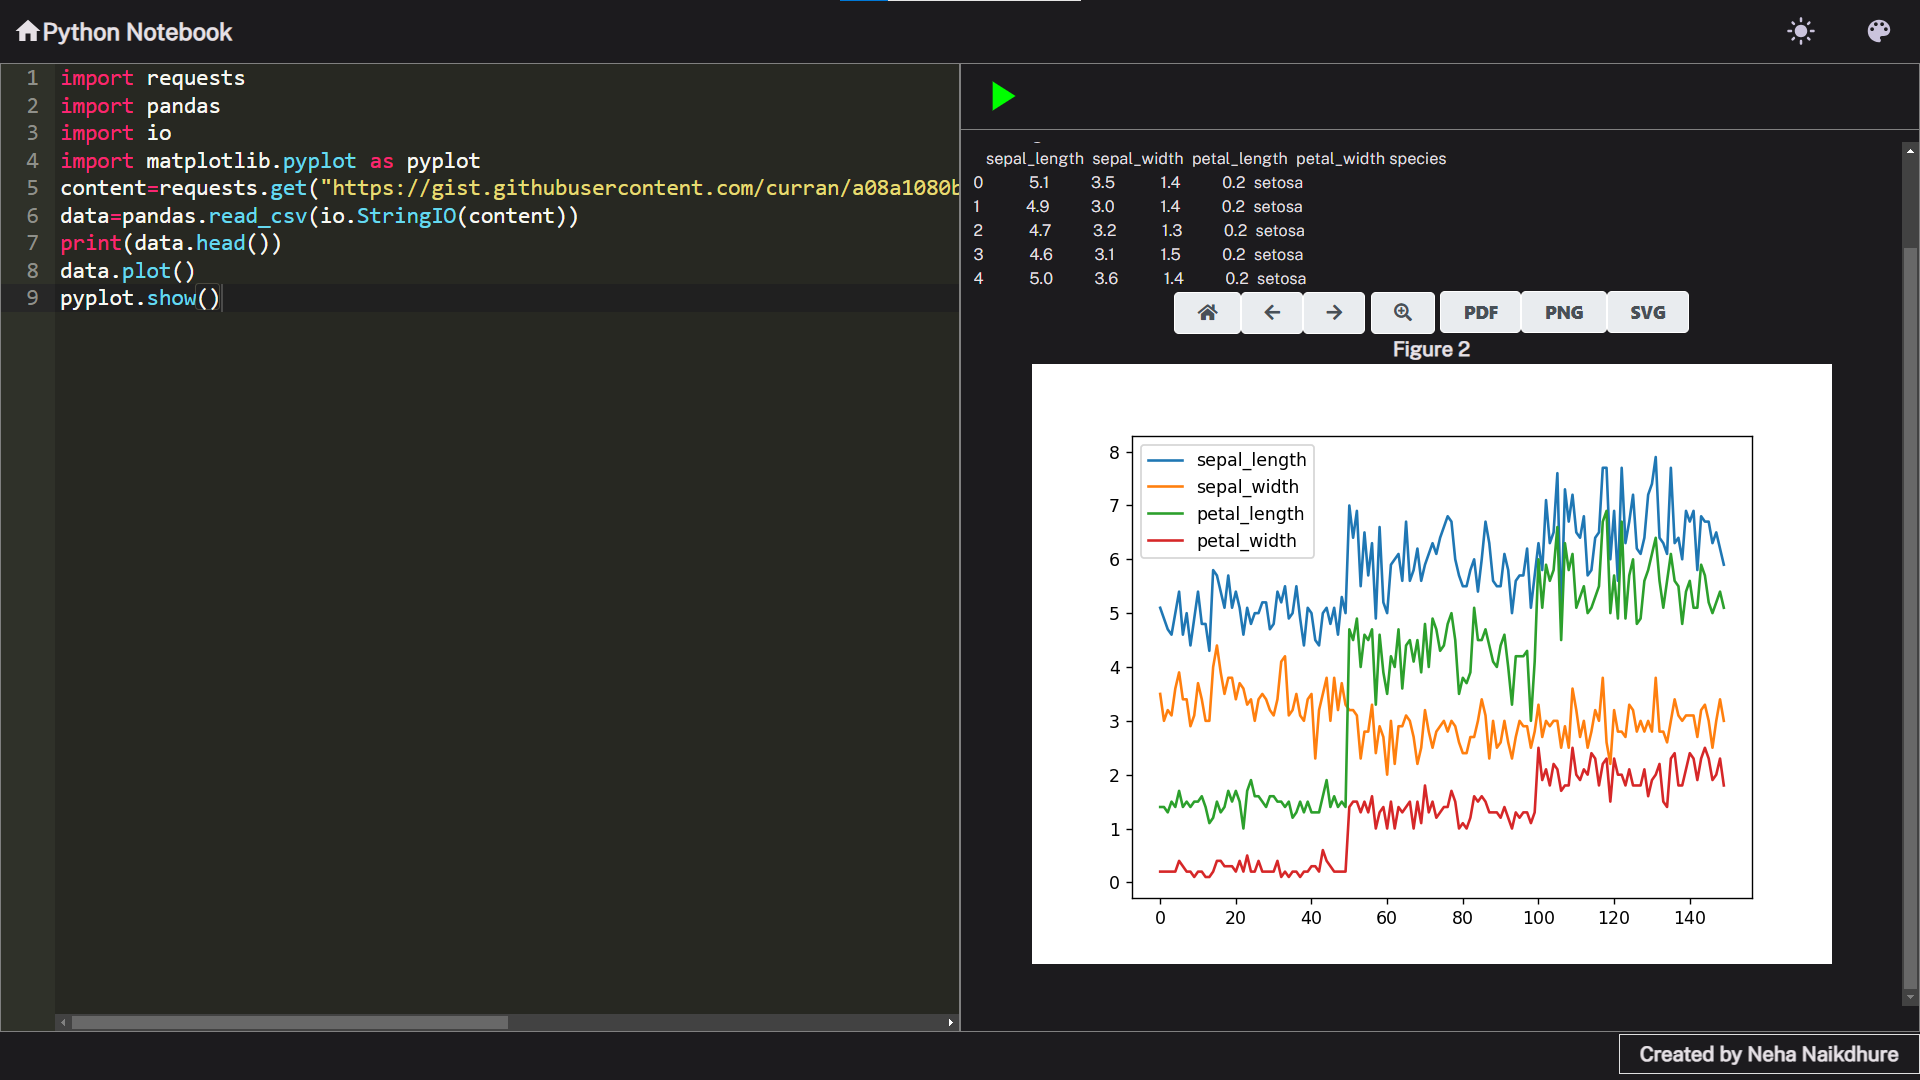 Python Notebook
1 import requests
2 import pandas
3 import io
4 import matplotlib.pyplot as pyplot
5 content=requests.get("https://gist.githubusercontent.com/curran/a08a1080b
6 data=pandas.read_csv(io.StringIO(content))
7 print(data.head())
8 data.plot()
9 pyplot.show()
sepal_length sepal_width petal_length petal_width species
0 5.1 3.5 1.4 0.2 setosa
1 4.9 3.0 1.4 0.2 setosa
2 4.7 3.2 1.3 0.2 setosa
3 4.6 3.1 1.5 0.2 setosa
4 5.0 3.6 1.4 0.2 setosa
PDF PNG SVG
Figure 2
sepal_length
sepal_width
petal_length
petal_width
8
7
6
5
4
3
2
1
0
0 20 40 60 80 100 120 140
Created by Neha Naikdhure